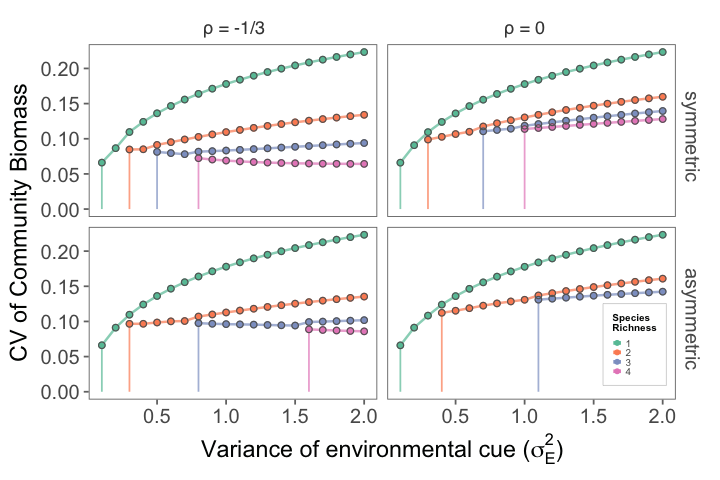 ρ = -1/3
ρ = 0
CV of Community Biomass
0.20
0.15
0.10
0.05
0.00
symmetric
0.20
0.15
0.10
0.05
0.00
asymmetric
Species
Richness
1
2
3
4
0.5 1.0 1.5 2.0
0.5 1.0 1.5 2.0
Variance of environmental cue (σ²E)